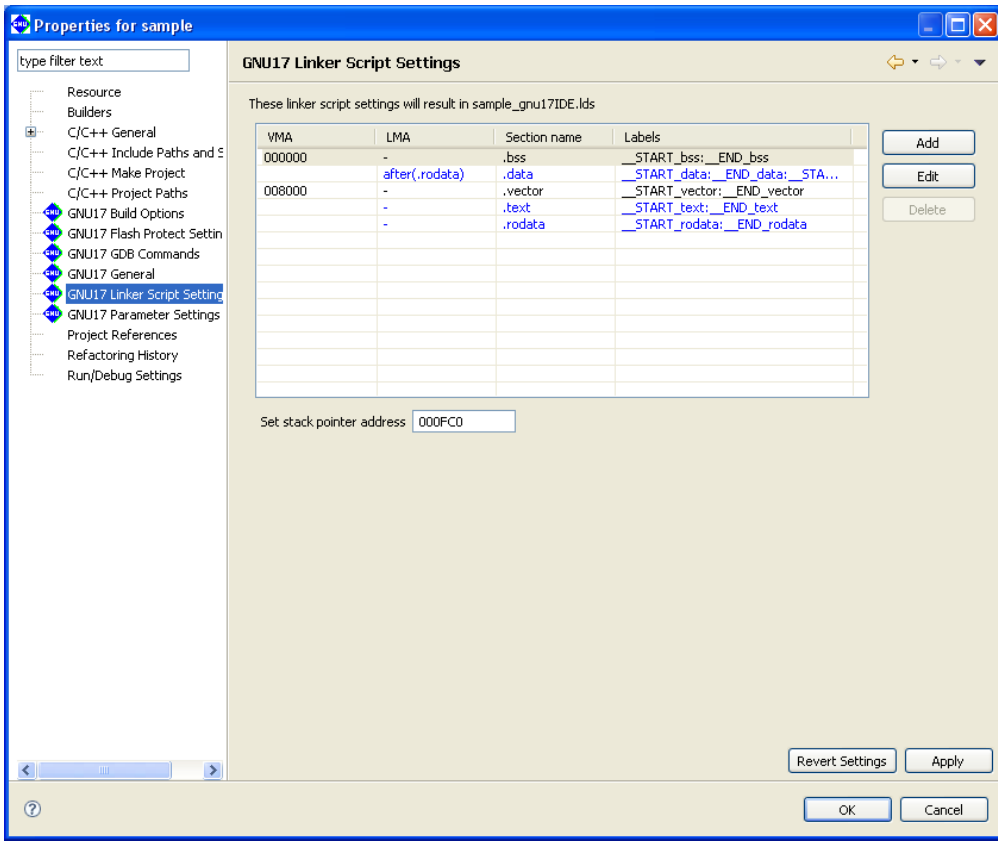 Properties for sample
type filter text
Resource
Builders
C/C++ General
C/C++ Include Paths and S
C/C++ Make Project
C/C++ Project Paths
GNU17 Build Options
GNU17 Flash Protect Settin
GNU17 GDB Commands
GNU17 General
GNU17 Linker Script Setting
GNU17 Parameter Settings
Project References
Refactoring History
Run/Debug Settings
GNU17 Linker Script Settings
These linker script settings will result in sample_gnu17IDE.lds
VMA LMA Section name Labels
000000 - .bss __START_bss:__END_bss
after(.rodata) .data __START_data:__END_data:__STA...
008000 - .vector __START_vector:__END_vector
- .text __START_text:__END_text
- .rodata __START_rodata:__END_rodata
Add
Edit
Delete
Set stack pointer address 000FC0
Revert Settings Apply
OK Cancel